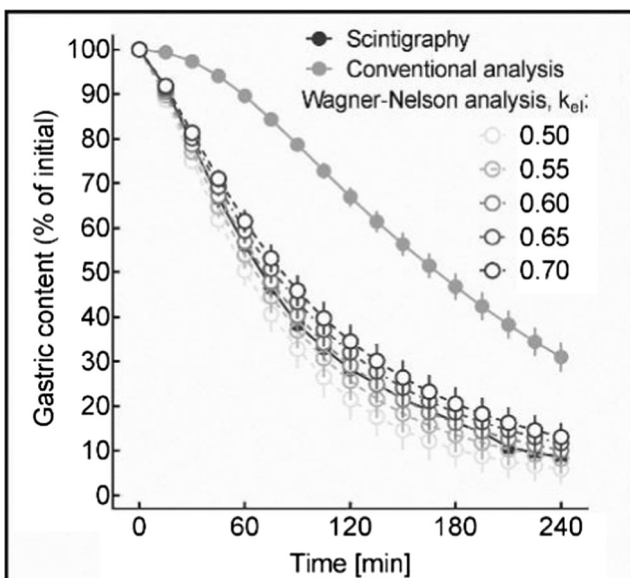 Scintigraphy
Conventional analysis
Wagner-Nelson analysis, kel:
0.50
0.55
0.60
0.65
0.70
Gastric content (% of initial)
100
90
80
70
60
50
40
30
20
10
0
0 60 120 180 240
Time [min]